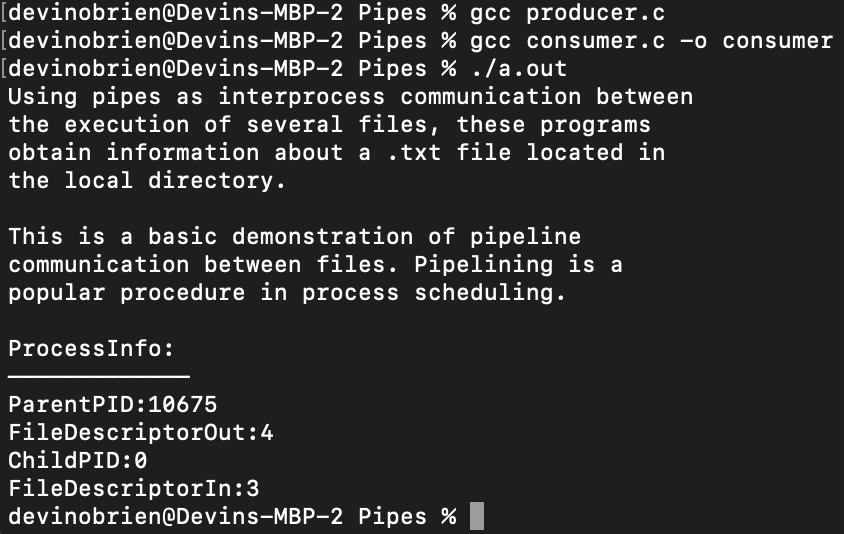 [devinobrien@Devins-MBP-2 Pipes % gcc producer.c
[devinobrien@Devins-MBP-2 Pipes % gcc consumer.c -o consumer
[devinobrien@Devins-MBP-2 Pipes % ./a.out
Using pipes as interprocess communication between
the execution of several files, these programs
obtain information about a .txt file located in
the local directory.

This is a basic demonstration of pipeline
communication between files. Pipelining is a
popular procedure in process scheduling.

ProcessInfo:
—————————————
ParentPID:10675
FileDescriptorOut:4
ChildPID:0
FileDescriptorIn:3
devinobrien@Devins-MBP-2 Pipes %